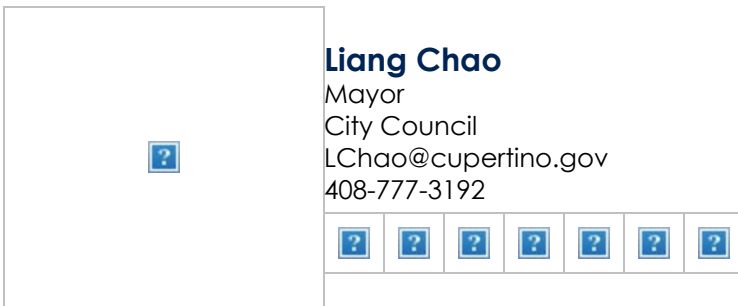 Liang Chao
Mayor
City Council
LChao@cupertino.gov
408-777-3192